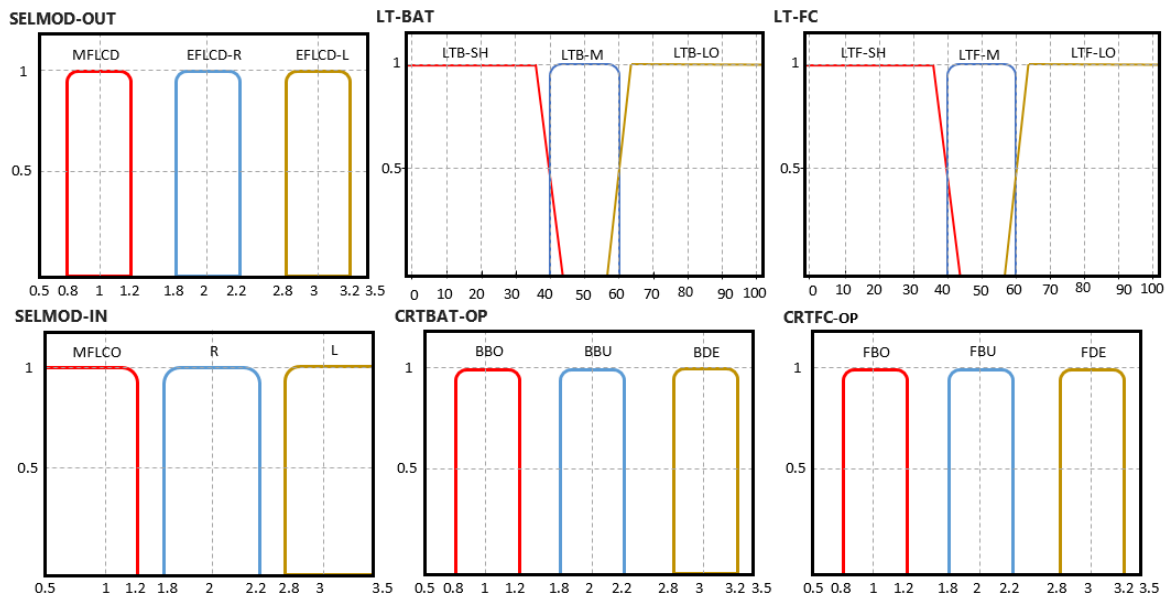 SELMOD-OUT
MFLCD EFLCD-R EFLCD-L
1
0.5
0.5 0.8 1 1.2 1.8 2 2.2 2.8 3 3.2 3.5
LT-BAT
LTB-SH LTB-M LTB-LO
1
0.5
0 10 20 30 40 50 60 70 80 90 100
LT-FC
LTF-SH LTF-M LTF-LO
1
0.5
0 10 20 30 40 50 60 70 80 90 100
SELMOD-IN
MFLCO R L
1
0.5
0.5 1 1.2 1.8 2 2.2 2.8 3 3.5
CRTBAT-OP
BBO BBU BDE
1
0.5
0.5 0.8 1 1.2 1.8 2 2.2 2.8 3 3.2 3.5
CRTFC-OP
FBO FBU FDE
1
0.5
0.5 0.8 1 1.2 1.8 2 2.2 2.8 3 3.2 3.5